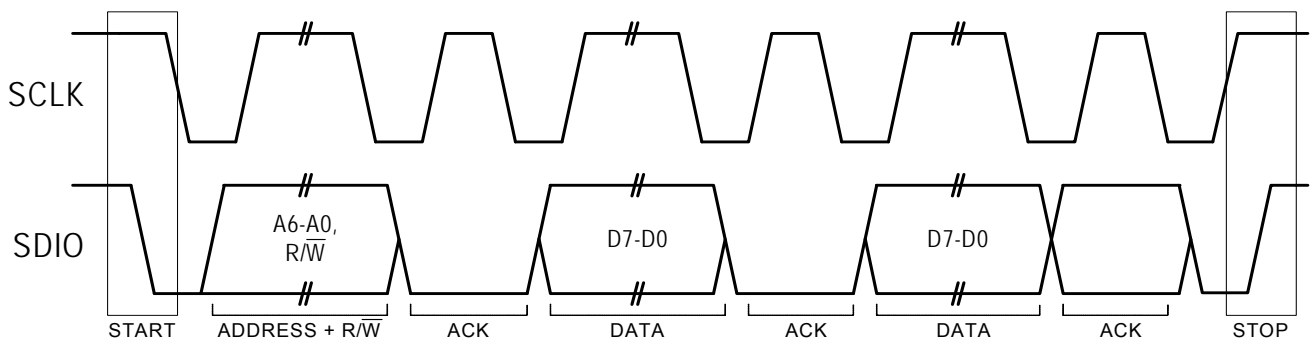 SCLK
SDIO
A6-A0,
R/W̅
D7-D0
D7-D0
START
ADDRESS + R/W̅
ACK
DATA
ACK
DATA
ACK
STOP